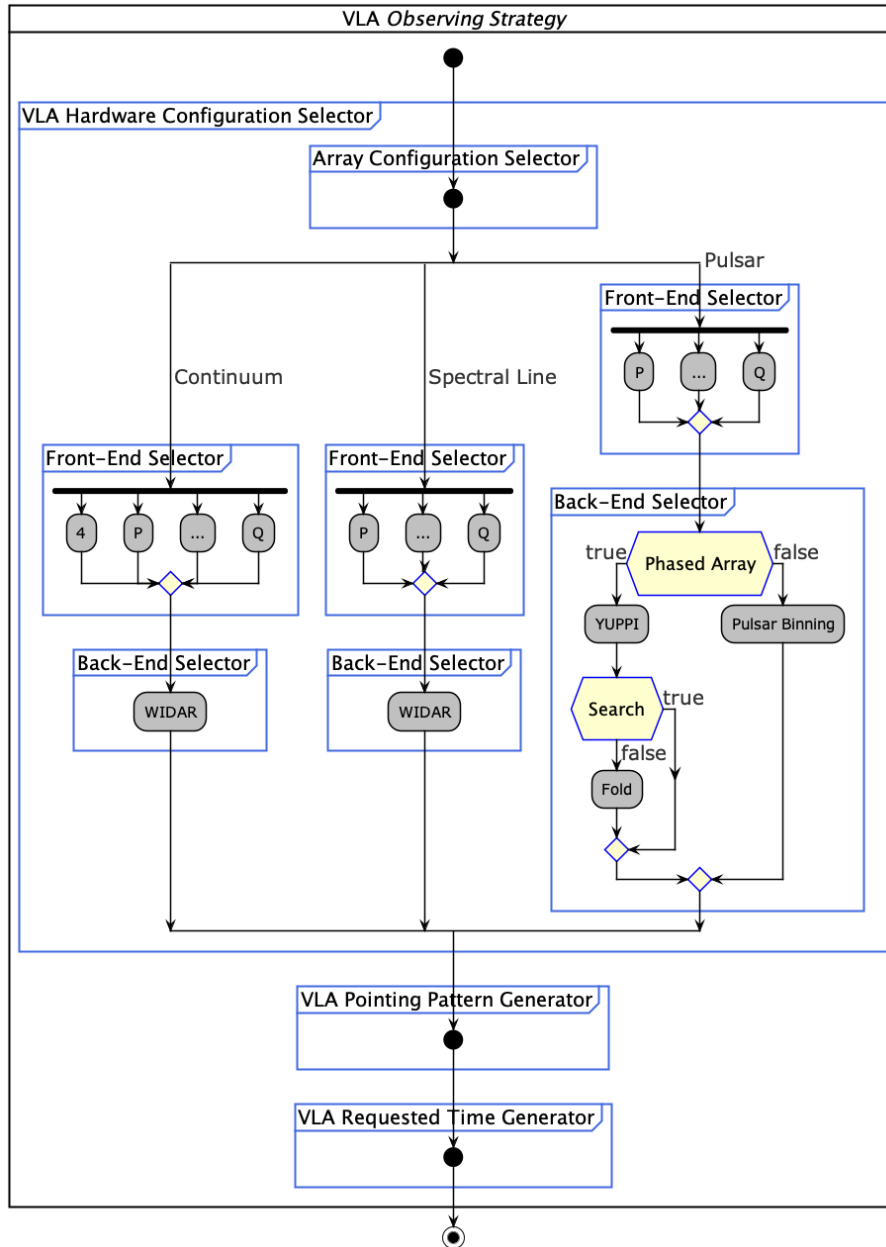 VLA Observing Strategy
VLA Hardware Configuration Selector
Array Configuration Selector
Continuum
Front-End Selector
4
P
...
Q
Back-End Selector
WIDAR
Spectral Line
Front-End Selector
P
...
Q
Back-End Selector
WIDAR
Pulsar
Front-End Selector
P
...
Q
Back-End Selector
Phased Array
true
false
YUPPI
Pulsar Binning
Search
true
false
Fold
VLA Pointing Pattern Generator
VLA Requested Time Generator